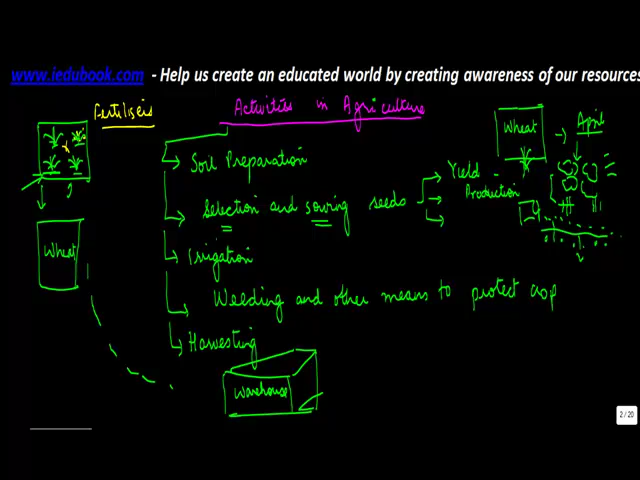 www.iedubook.com - Help us create an educated world by creating awareness of our resources
Fertilisers
Activities in Agriculture
Wheat
April
Soil Preparation
Yield -
Production
Selection and sowing seeds
Wheat
Irrigation
Weeding and other means to protect crop
Harvesting
Warehouse
2 / 20